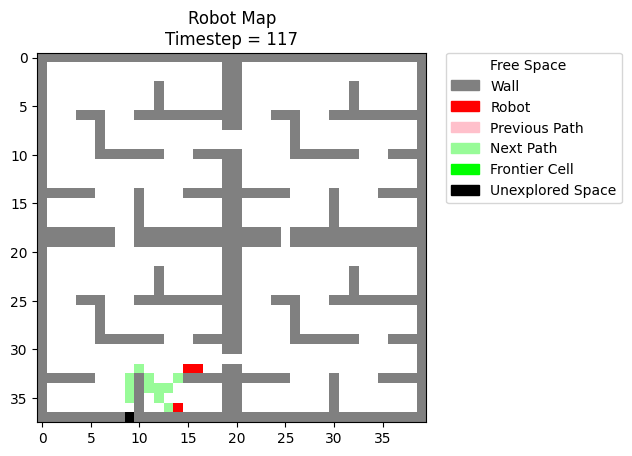 Robot Map
Timestep = 117
Free Space
Wall
Robot
Previous Path
Next Path
Frontier Cell
Unexplored Space
0
5
10
15
20
25
30
35
0
5
10
15
20
25
30
35